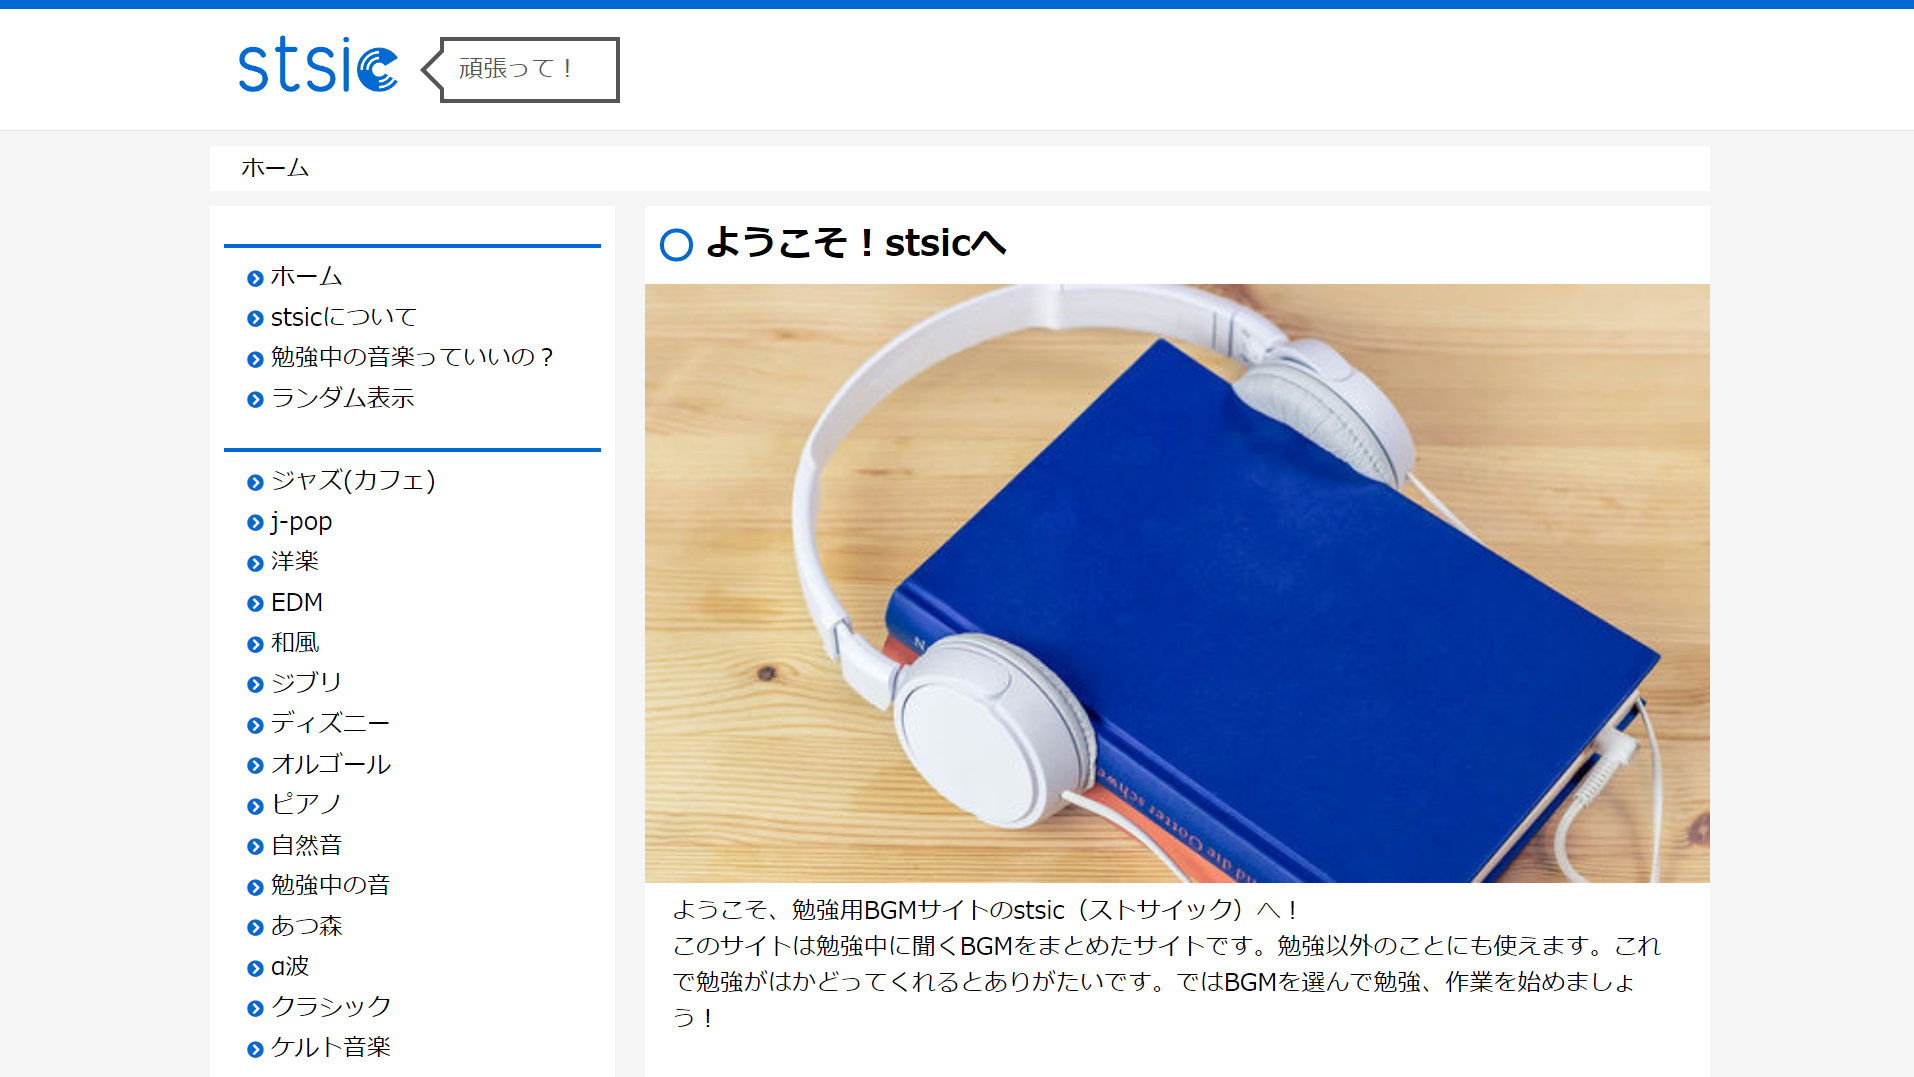 stsic
頑張って！
ホーム
ホーム
stsicについて
勉強中の音楽っていいの？
ランダム表示
ジャズ(カフェ)
j-pop
洋楽
EDM
和風
ジブリ
ディズニー
オルゴール
ピアノ
自然音
勉強中の音
あつ森
α波
クラシック
ケルト音楽
ようこそ！stsicへ
ようこそ、勉強用BGMサイトのstsic（ストサイック）へ！
このサイトは勉強中に聞くBGMをまとめたサイトです。勉強以外のことにも使えます。これ
で勉強がはかどってくれるとありがたいです。ではBGMを選んで勉強、作業を始めましょ
う！